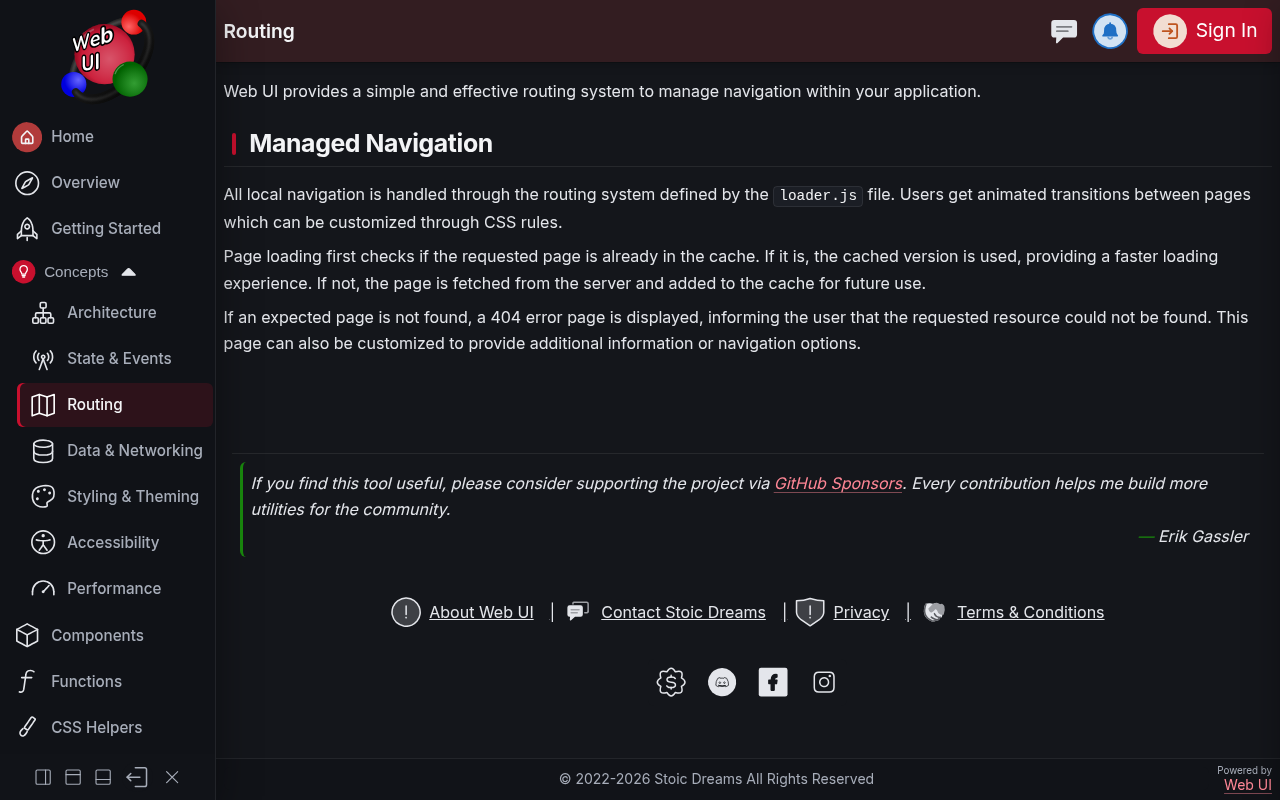 Web
UI
Home
Overview
Getting Started
Concepts
Architecture
State & Events
Routing
Data & Networking
Styling & Theming
Accessibility
Performance
Components
Functions
CSS Helpers
Routing
Sign In
Web UI provides a simple and effective routing system to manage navigation within your application.
Managed Navigation
All local navigation is handled through the routing system defined by the loader.js file. Users get animated transitions between pages
which can be customized through CSS rules.
Page loading first checks if the requested page is already in the cache. If it is, the cached version is used, providing a faster loading
experience. If not, the page is fetched from the server and added to the cache for future use.
If an expected page is not found, a 404 error page is displayed, informing the user that the requested resource could not be found. This
page can also be customized to provide additional information or navigation options.
If you find this tool useful, please consider supporting the project via GitHub Sponsors. Every contribution helps me build more
utilities for the community.
— Erik Gassler
About Web UI | Contact Stoic Dreams | Privacy | Terms & Conditions
© 2022-2026 Stoic Dreams All Rights Reserved
Powered by
Web UI